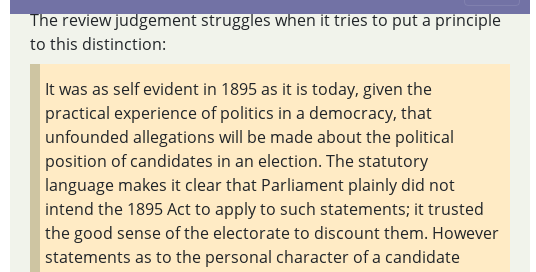 The review judgement struggles when it tries to put a principle
to this distinction:
It was as self evident in 1895 as it is today, given the
practical experience of politics in a democracy, that
unfounded allegations will be made about the political
position of candidates in an election. The statutory
language makes it clear that Parliament plainly did not
intend the 1895 Act to apply to such statements; it trusted
the good sense of the electorate to discount them. However
statements as to the personal character of a candidate